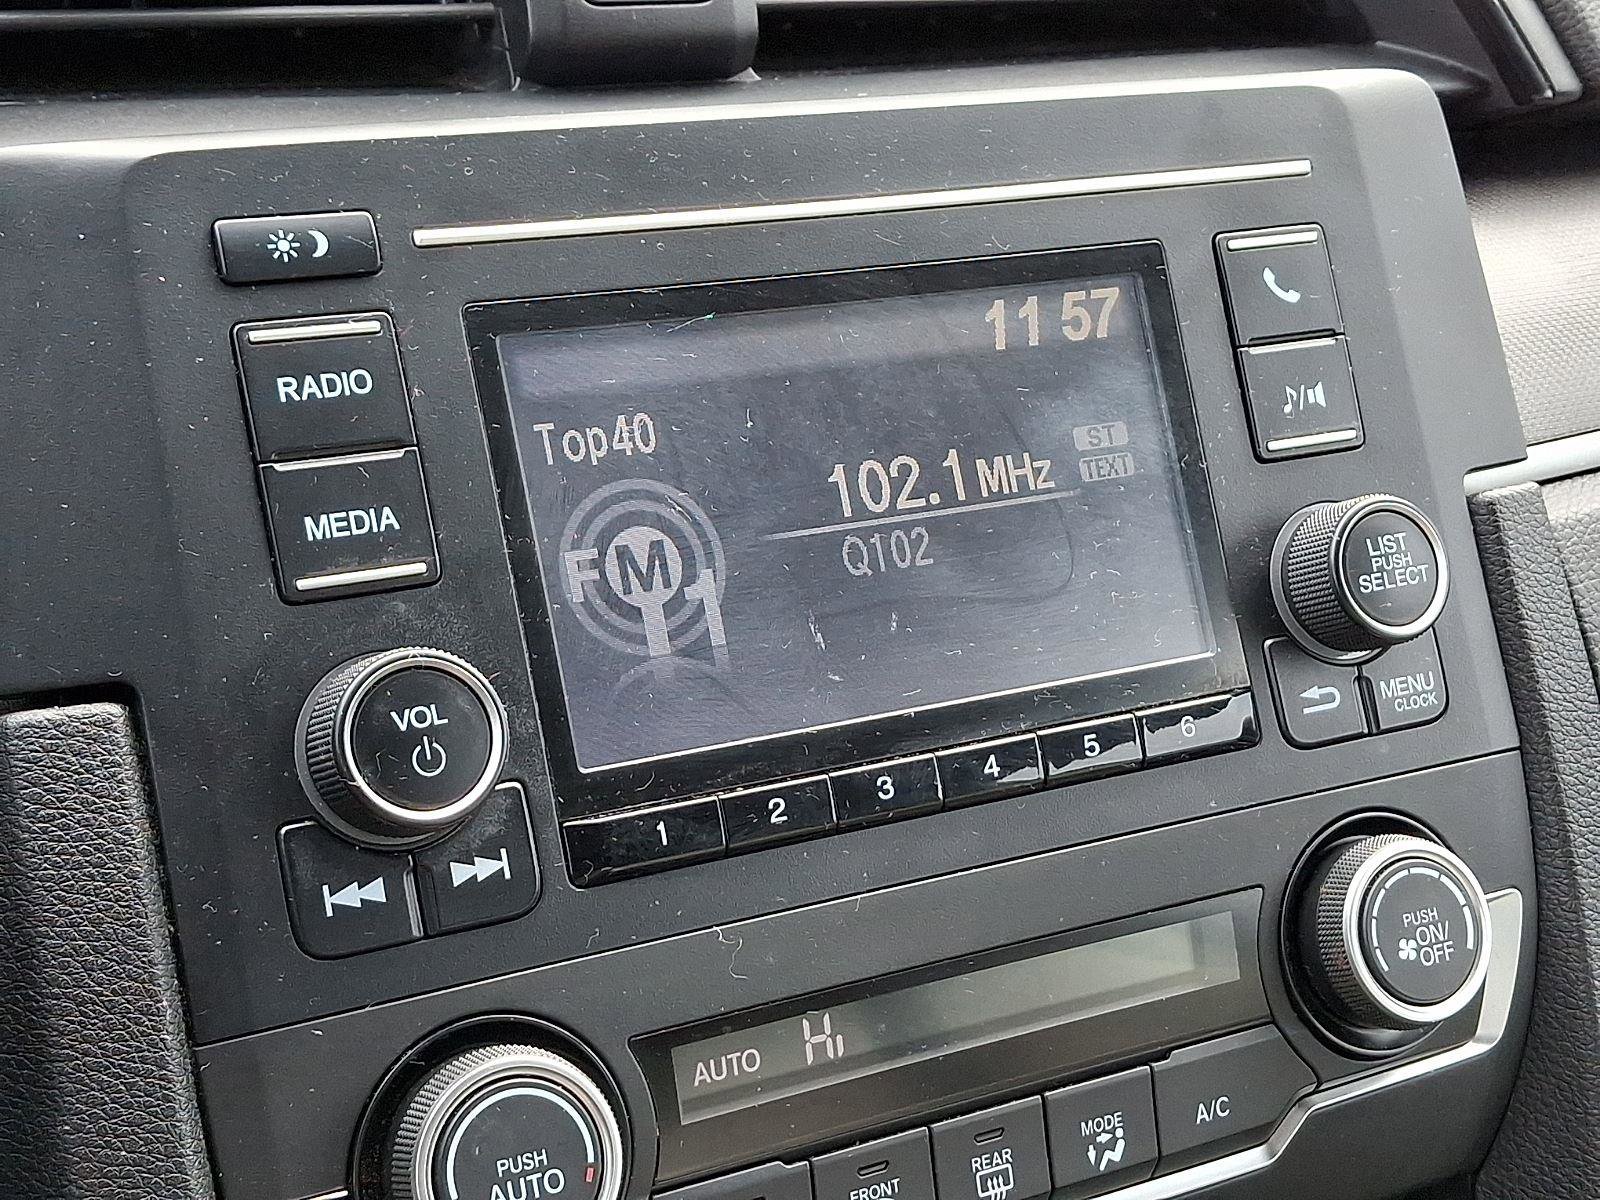 11 57
RADIO
MEDIA
Top40
ST
102.1 MHz
TEXT
Q102
FM
1
LIST
PUSH
SELECT
VOL
MENU
CLOCK
1 2 3 4 5 6
PUSH
ON/
OFF
AUTO Hi
PUSH
AUTO
FRONT
REAR
MODE
A/C